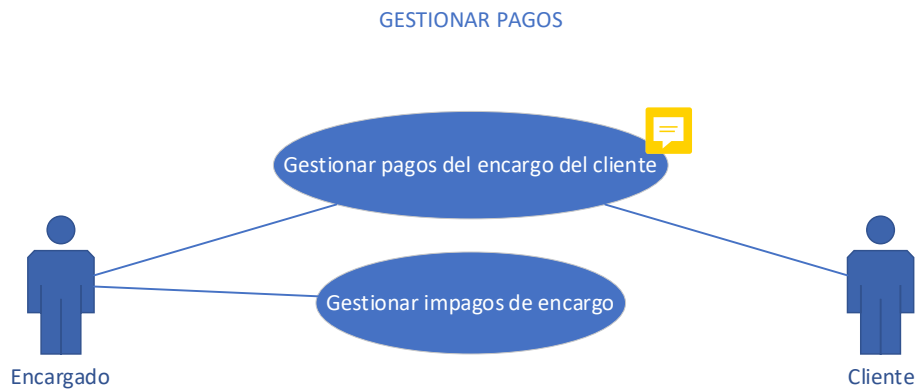 GESTIONAR PAGOS
Gestionar pagos del encargo del cliente
Gestionar impagos de encargo
Encargado
Cliente